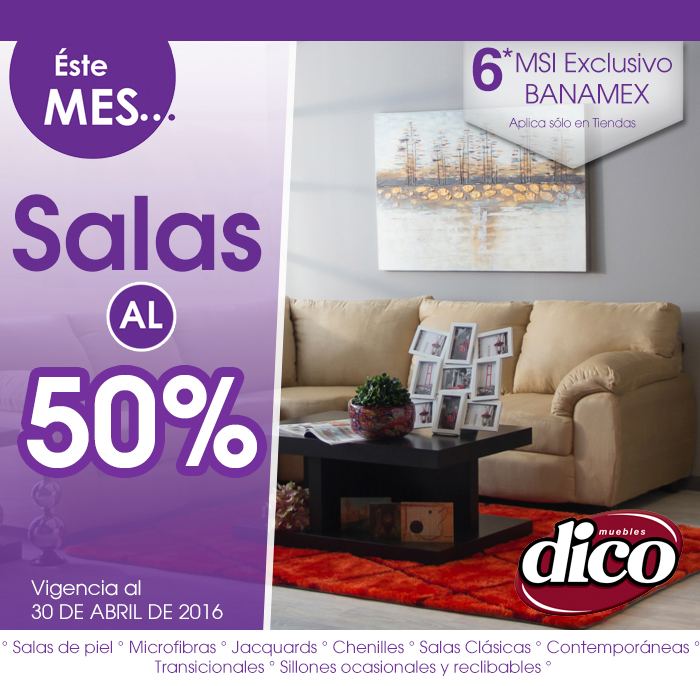 Éste
MES...
6* MSI Exclusivo
BANAMEX
Aplica sólo en Tiendas
Salas
AL
50%
muebles
dico
Vigencia al
30 DE ABRIL DE 2016
° Salas de piel ° Microfibras ° Jacquards ° Chenilles ° Salas Clásicas ° Contemporáneas °
Transicionales ° Sillones ocasionales y reclibables °